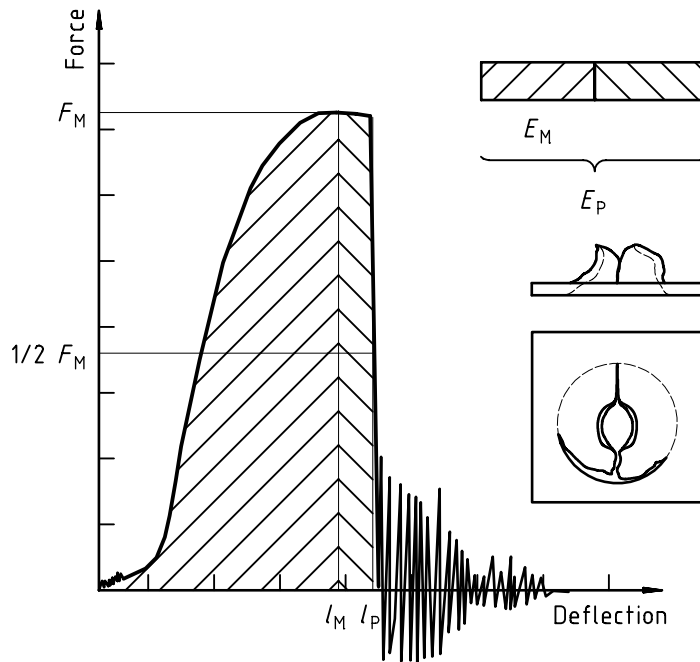 Force
F_M
E_M
E_P
1/2 F_M
l_M l_P
Deflection